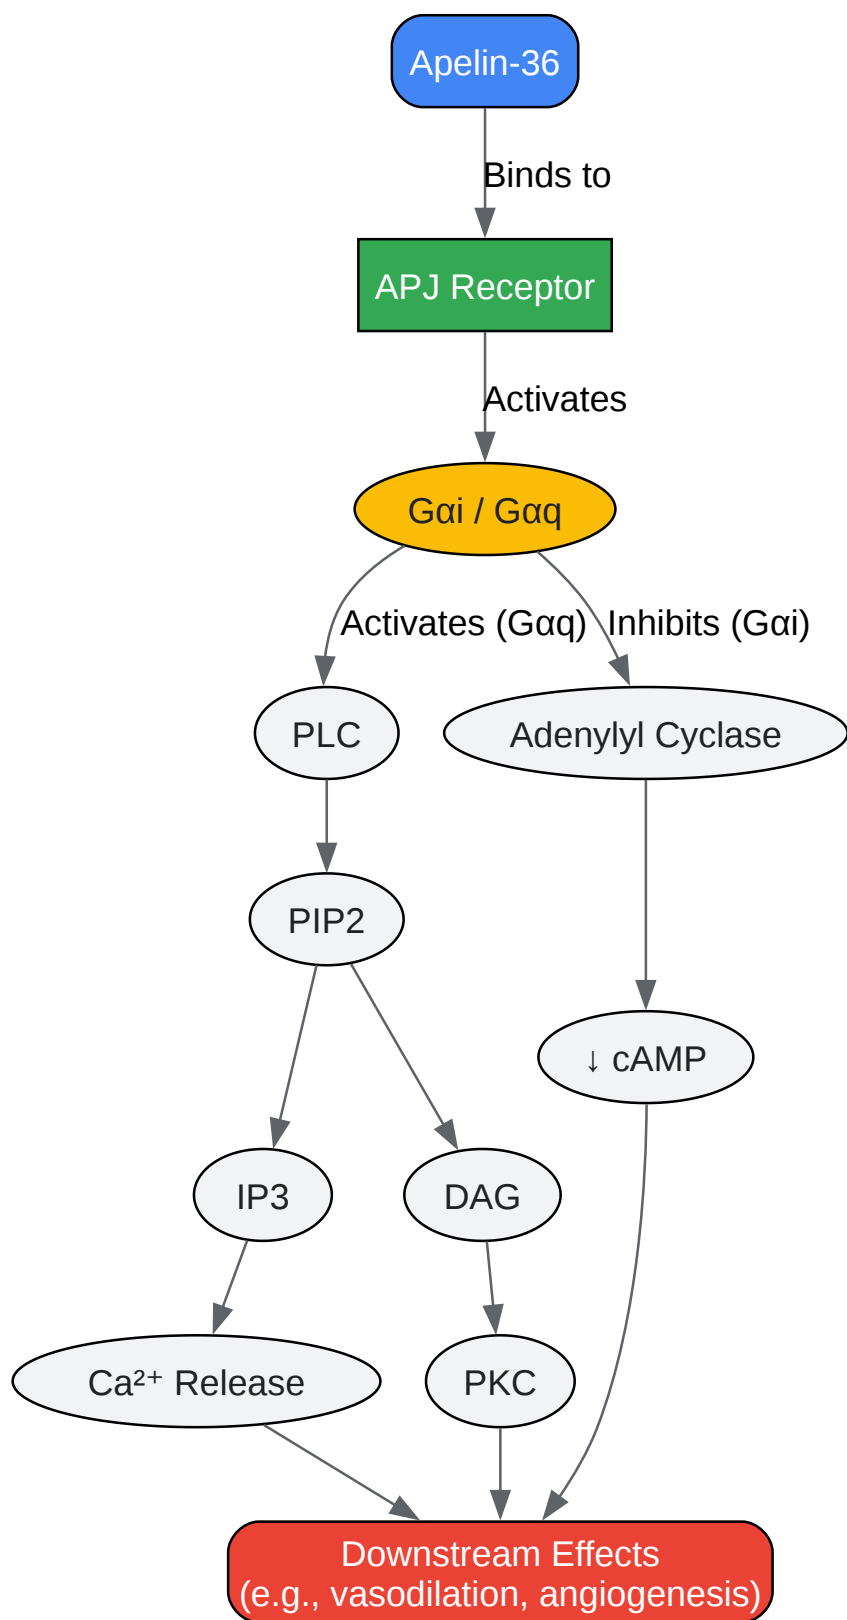 Apelin-36
Binds to
APJ Receptor
Activates
Gαi / Gαq
Activates (Gαq)
Inhibits (Gαi)
PLC
Adenylyl Cyclase
PIP2
↓ cAMP
IP3
DAG
Ca²⁺ Release
PKC
Downstream Effects
(e.g., vasodilation, angiogenesis)